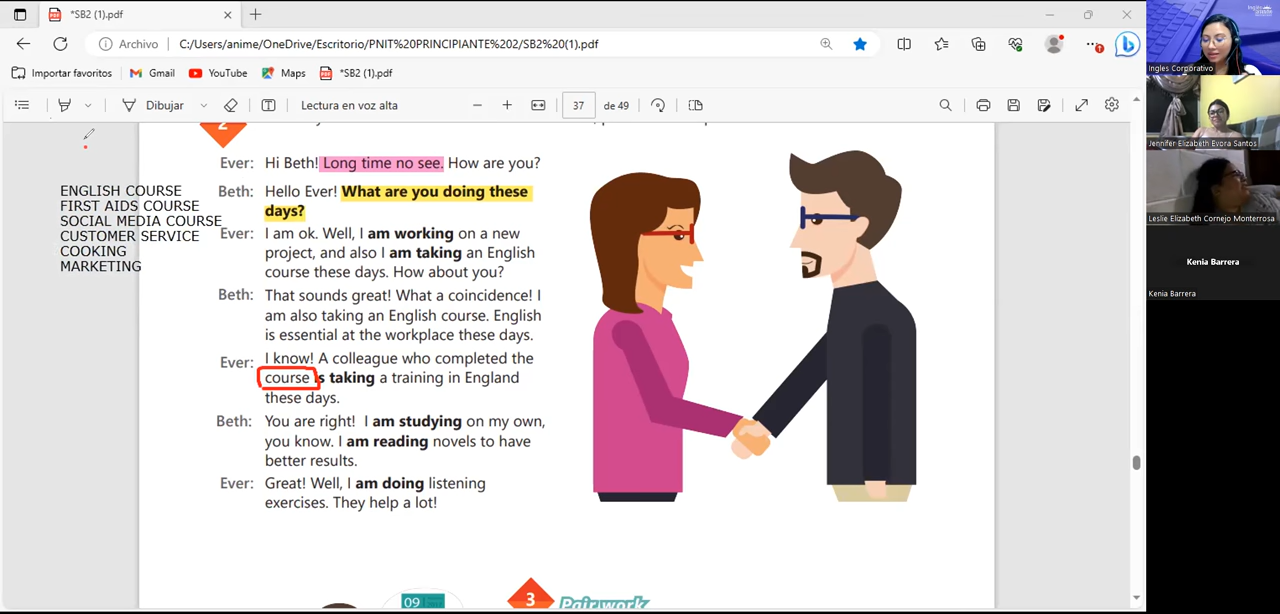 *SB2 (1).pdf
Archivo C:/Users/anime/OneDrive/Escritorio/PNIT%20PRINCIPIANTE%202/SB2%20(1).pdf
Importar favoritos Gmail YouTube Maps *SB2 (1).pdf
Dibujar Lectura en voz alta 37 de 49
2
Ever: Hi Beth! Long time no see. How are you?
Beth: Hello Ever! What are you doing these
days?
Ever: I am ok. Well, I am working on a new
project, and also I am taking an English
course these days. How about you?
Beth: That sounds great! What a coincidence! I
am also taking an English course. English
is essential at the workplace these days.
Ever: I know! A colleague who completed the
course is taking a training in England
these days.
Beth: You are right! I am studying on my own,
you know. I am reading novels to have
better results.
Ever: Great! Well, I am doing listening
exercises. They help a lot!
09
3 Pair work
ENGLISH COURSE
FIRST AIDS COURSE
SOCIAL MEDIA COURSE
CUSTOMER SERVICE
COOKING
MARKETING
Ingles Corporativo
Jennifer Elizabeth Evora Santos
Leslie Elizabeth Cornejo Monterrosa
Kenia Barrera
Kenia Barrera